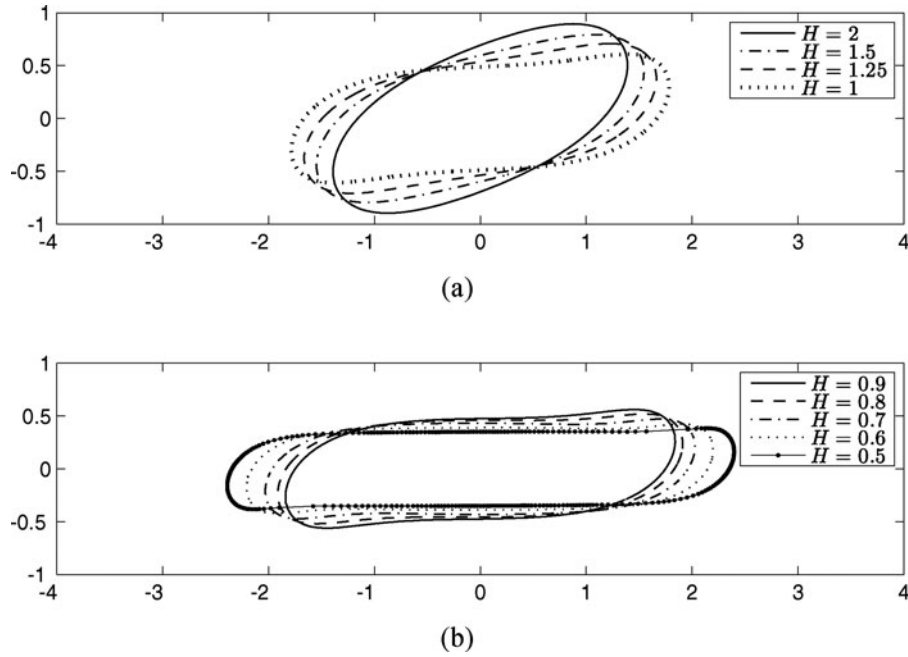 1
0.5
0
-0.5
-1
-4
-3
-2
-1
0
1
2
3
4
H = 2
H = 1.5
H = 1.25
H = 1
(a)
1
0.5
0
-0.5
-1
-4
-3
-2
-1
0
1
2
3
4
H = 0.9
H = 0.8
H = 0.7
H = 0.6
H = 0.5
(b)